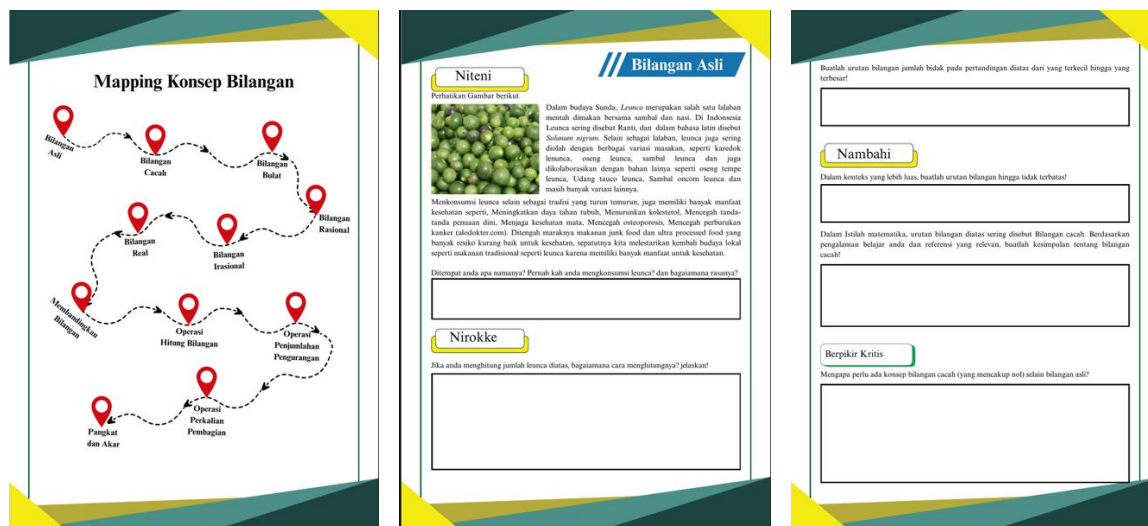 Mapping Konsep Bilangan
Bilangan
Asli
Bilangan
Cacah
Bilangan
Bulat
Bilangan
Rasional
Bilangan
Irasional
Bilangan
Real
Membandingkan
Bilangan
Operasi
Hitung Bilangan
Operasi
Penjumlahan
Pengurangan
Operasi
Perkalian
Pembagian
Pangkat
dan Akar
Bilangan Asli
Niteni
Perhatikan Gambar berikut
Dalam budaya Sunda, Leunca merupakan salah satu lalaban
mentah dimakan bersama sambal dan nasi. Di Indonsesia
Leunca sering disebut Ranti, dan dalam bahasa latin disebut
Solanum nigrum. Selain sebagai lalaban, leunca juga sering
diolah dengan berbagai variasi masakan, seperti karedok
lenunca, oseng leunca, sambal leunca dan juga
dikolaborasikan dengan bahan lainya seperti oseng tempe
leunca, Udang tauco leunca, Sambal oncom leunca dan
masih banyak variasi lainnya.
Menkonsumsi leunca selain sebagai tradisi yang turun temurun, juga memiliki banyak manfaat
kesehatan seperti, Meningkatkan daya tahan tubuh, Menurunkan kolesterol, Mencegah tanda-
tanda penuaan dini, Menjaga kesehatan mata, Mencegah osteoporosis, Mencegah perburukan
kanker (alodokter.com). Ditengah maraknya makanan junk food dan ultra processed food yang
banyak resiko kurang baik untuk kesehatan, sepatutnya kita melestarikan kembali budaya lokal
seperti makanan tradisional seperti leunca karena memiliki banyak manfaat untuk kesehatan.
Ditempat anda apa namanya? Pernah kah anda mengkonsumsi leunca? dan bagaiamana rasanya?
Nirokke
Jika anda menghitung jumlah leunca diatas, bagaiamana cara menghitungnya? jelaskan!
Buatlah urutan bilangan jumlah bidak pada pertandingan diatas dari yang terkecil hingga yang
terbesar!
Nambahi
Dalam konteks yang lebih luas, buatlah urutan bilangan hingga tidak terbatas!
Dalam Istilah matematika, urutan bilangan diatas sering disebut Bilangan cacah. Berdasarkan
pengalaman belajar anda dan referensi yang relevan, buatlah kesimpulan tentang bilangan
cacah!
Berpikir Kritis
Mengapa perlu ada konsep bilangan cacah (yang mencakup nol) selain bilangan asli?